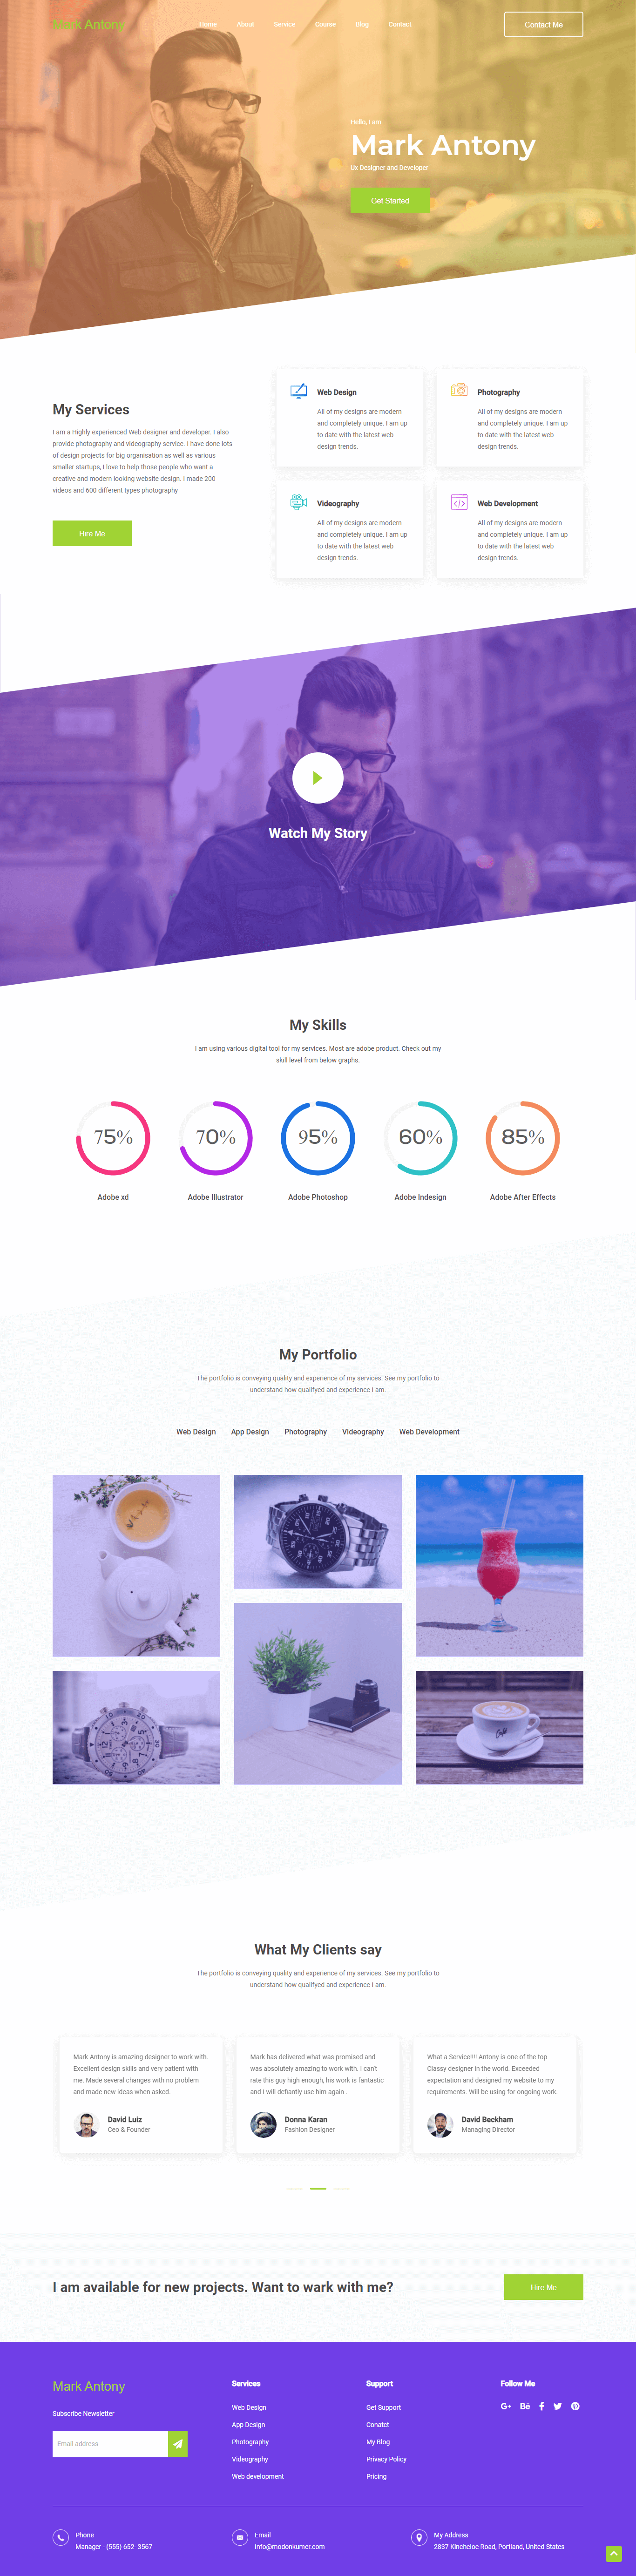 Mark Antony
Home About Service Course Blog Contact
Contact Me
Hello, I am
Mark Antony
Ux Designer and Developer
Get Started
My Services
I am a Highly experienced Web designer and developer. I also
provide photography and videography service. I have done lots
of design projects for big organisation as well as various
smaller startups, I love to help those people who want a
creative and modern looking website design. I made 200
videos and 600 different types photography
Hire Me
Web Design
All of my designs are modern
and completely unique. I am up
to date with the latest web
design trends.
Photography
All of my designs are modern
and completely unique. I am up
to date with the latest web
design trends.
Videography
All of my designs are modern
and completely unique. I am up
to date with the latest web
design trends.
Web Development
All of my designs are modern
and completely unique. I am up
to date with the latest web
design trends.
Watch My Story
My Skills
I am using various digital tool for my services. Most are adobe product. Check out my
skill level from below graphs.
75% 70% 95% 60% 85%
Adobe xd Adobe Illustrator Adobe Photoshop Adobe Indesign Adobe After Effects
My Portfolio
The portfolio is conveying quality and experience of my services. See my portfolio to
understand how qualifyed and experience I am.
Web Design App Design Photography Videography Web Development
What My Clients say
The portfolio is conveying quality and experience of my services. See my portfolio to
understand how qualifyed and experience I am.
Mark Antony is amazing designer to work with.
Excellent design skills and very patient with
me. Made several changes with no problem
and made new ideas when asked.
David Luiz
Ceo & Founder
Mark has delivered what was promised and
was absolutely amazing to work with. I can't
rate this guy high enough, his work is fantastic
and I will defiantly use him again .
Donna Karan
Fashion Designer
What a Service!!!! Antony is one of the top
Classy designer in the world. Exceeded
expectation and designed my website to my
requirements. Will be using for ongoing work.
David Beckham
Managing Director
I am available for new projects. Want to work with me?
Hire Me
Mark Antony
Subscribe Newsletter
Email address
Services
Web Design
App Design
Photography
Videography
Web development
Support
Get Support
Conatct
My Blog
Privacy Policy
Pricing
Follow Me
Phone
Manager - (555) 652- 3567
Email
Info@modonkumer.com
My Address
2837 Kincheloe Road, Portland, United States